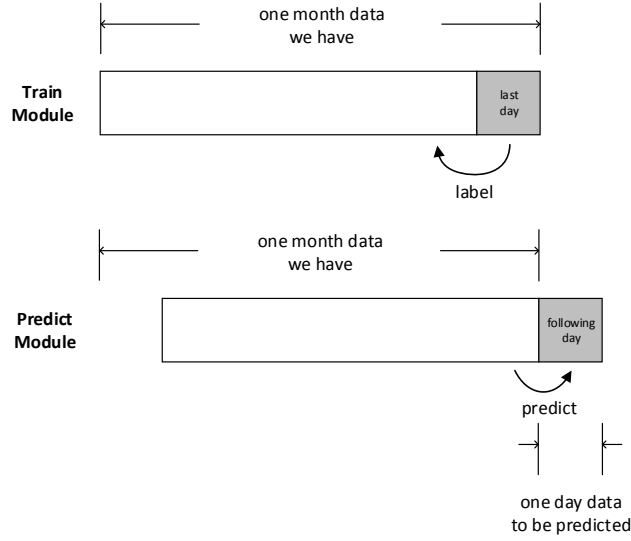 one month data
we have
Train
Module
last
day
label
one month data
we have
Predict
Module
following
day
predict
one day data
to be predicted